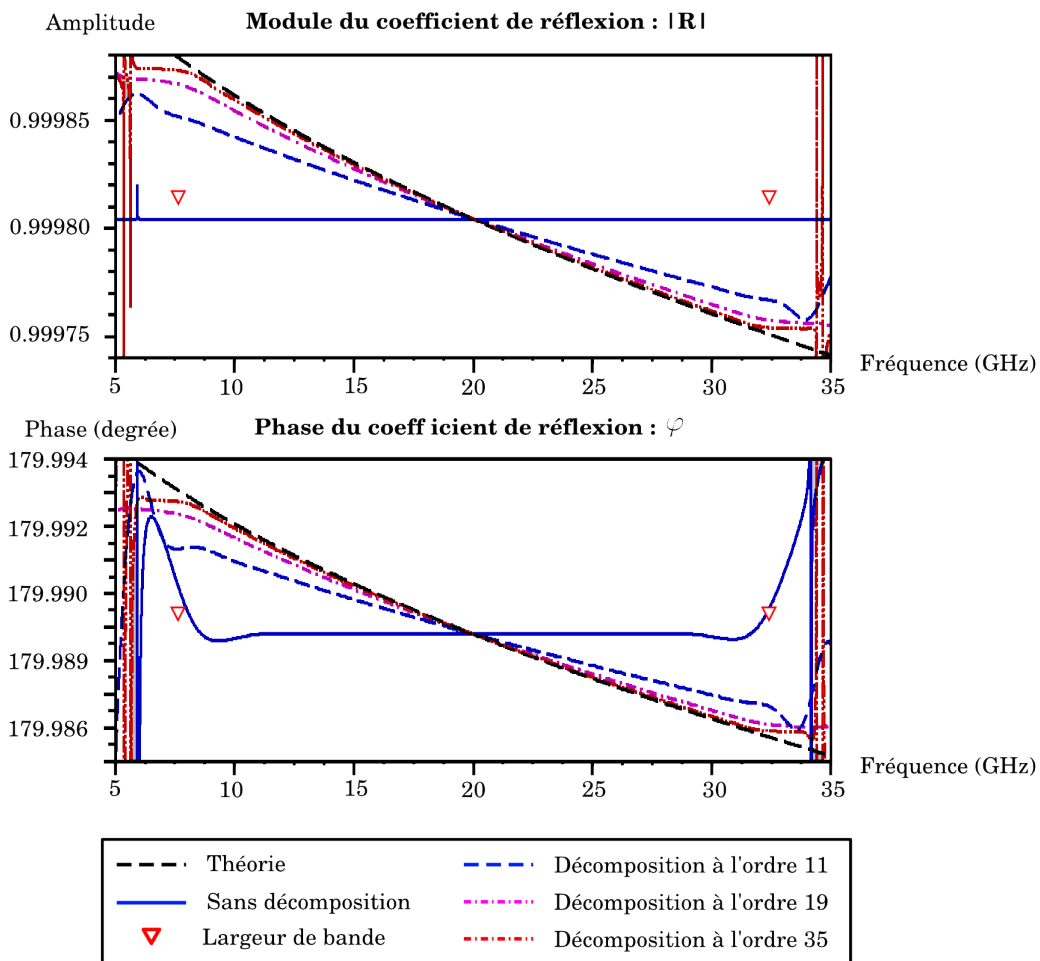 Amplitude
Module du coefficient de réflexion : |R|
0.99985
0.99980
0.99975
5 10 15 20 25 30 35
Fréquence (GHz)
Phase (degrée)
Phase du coeff icient de réflexion : φ
179.994
179.992
179.990
179.989
179.986
5 10 15 20 25 30 35
Fréquence (GHz)
Théorie
Sans décomposition
Largeur de bande
Décomposition à l'ordre 11
Décomposition à l'ordre 19
Décomposition à l'ordre 35